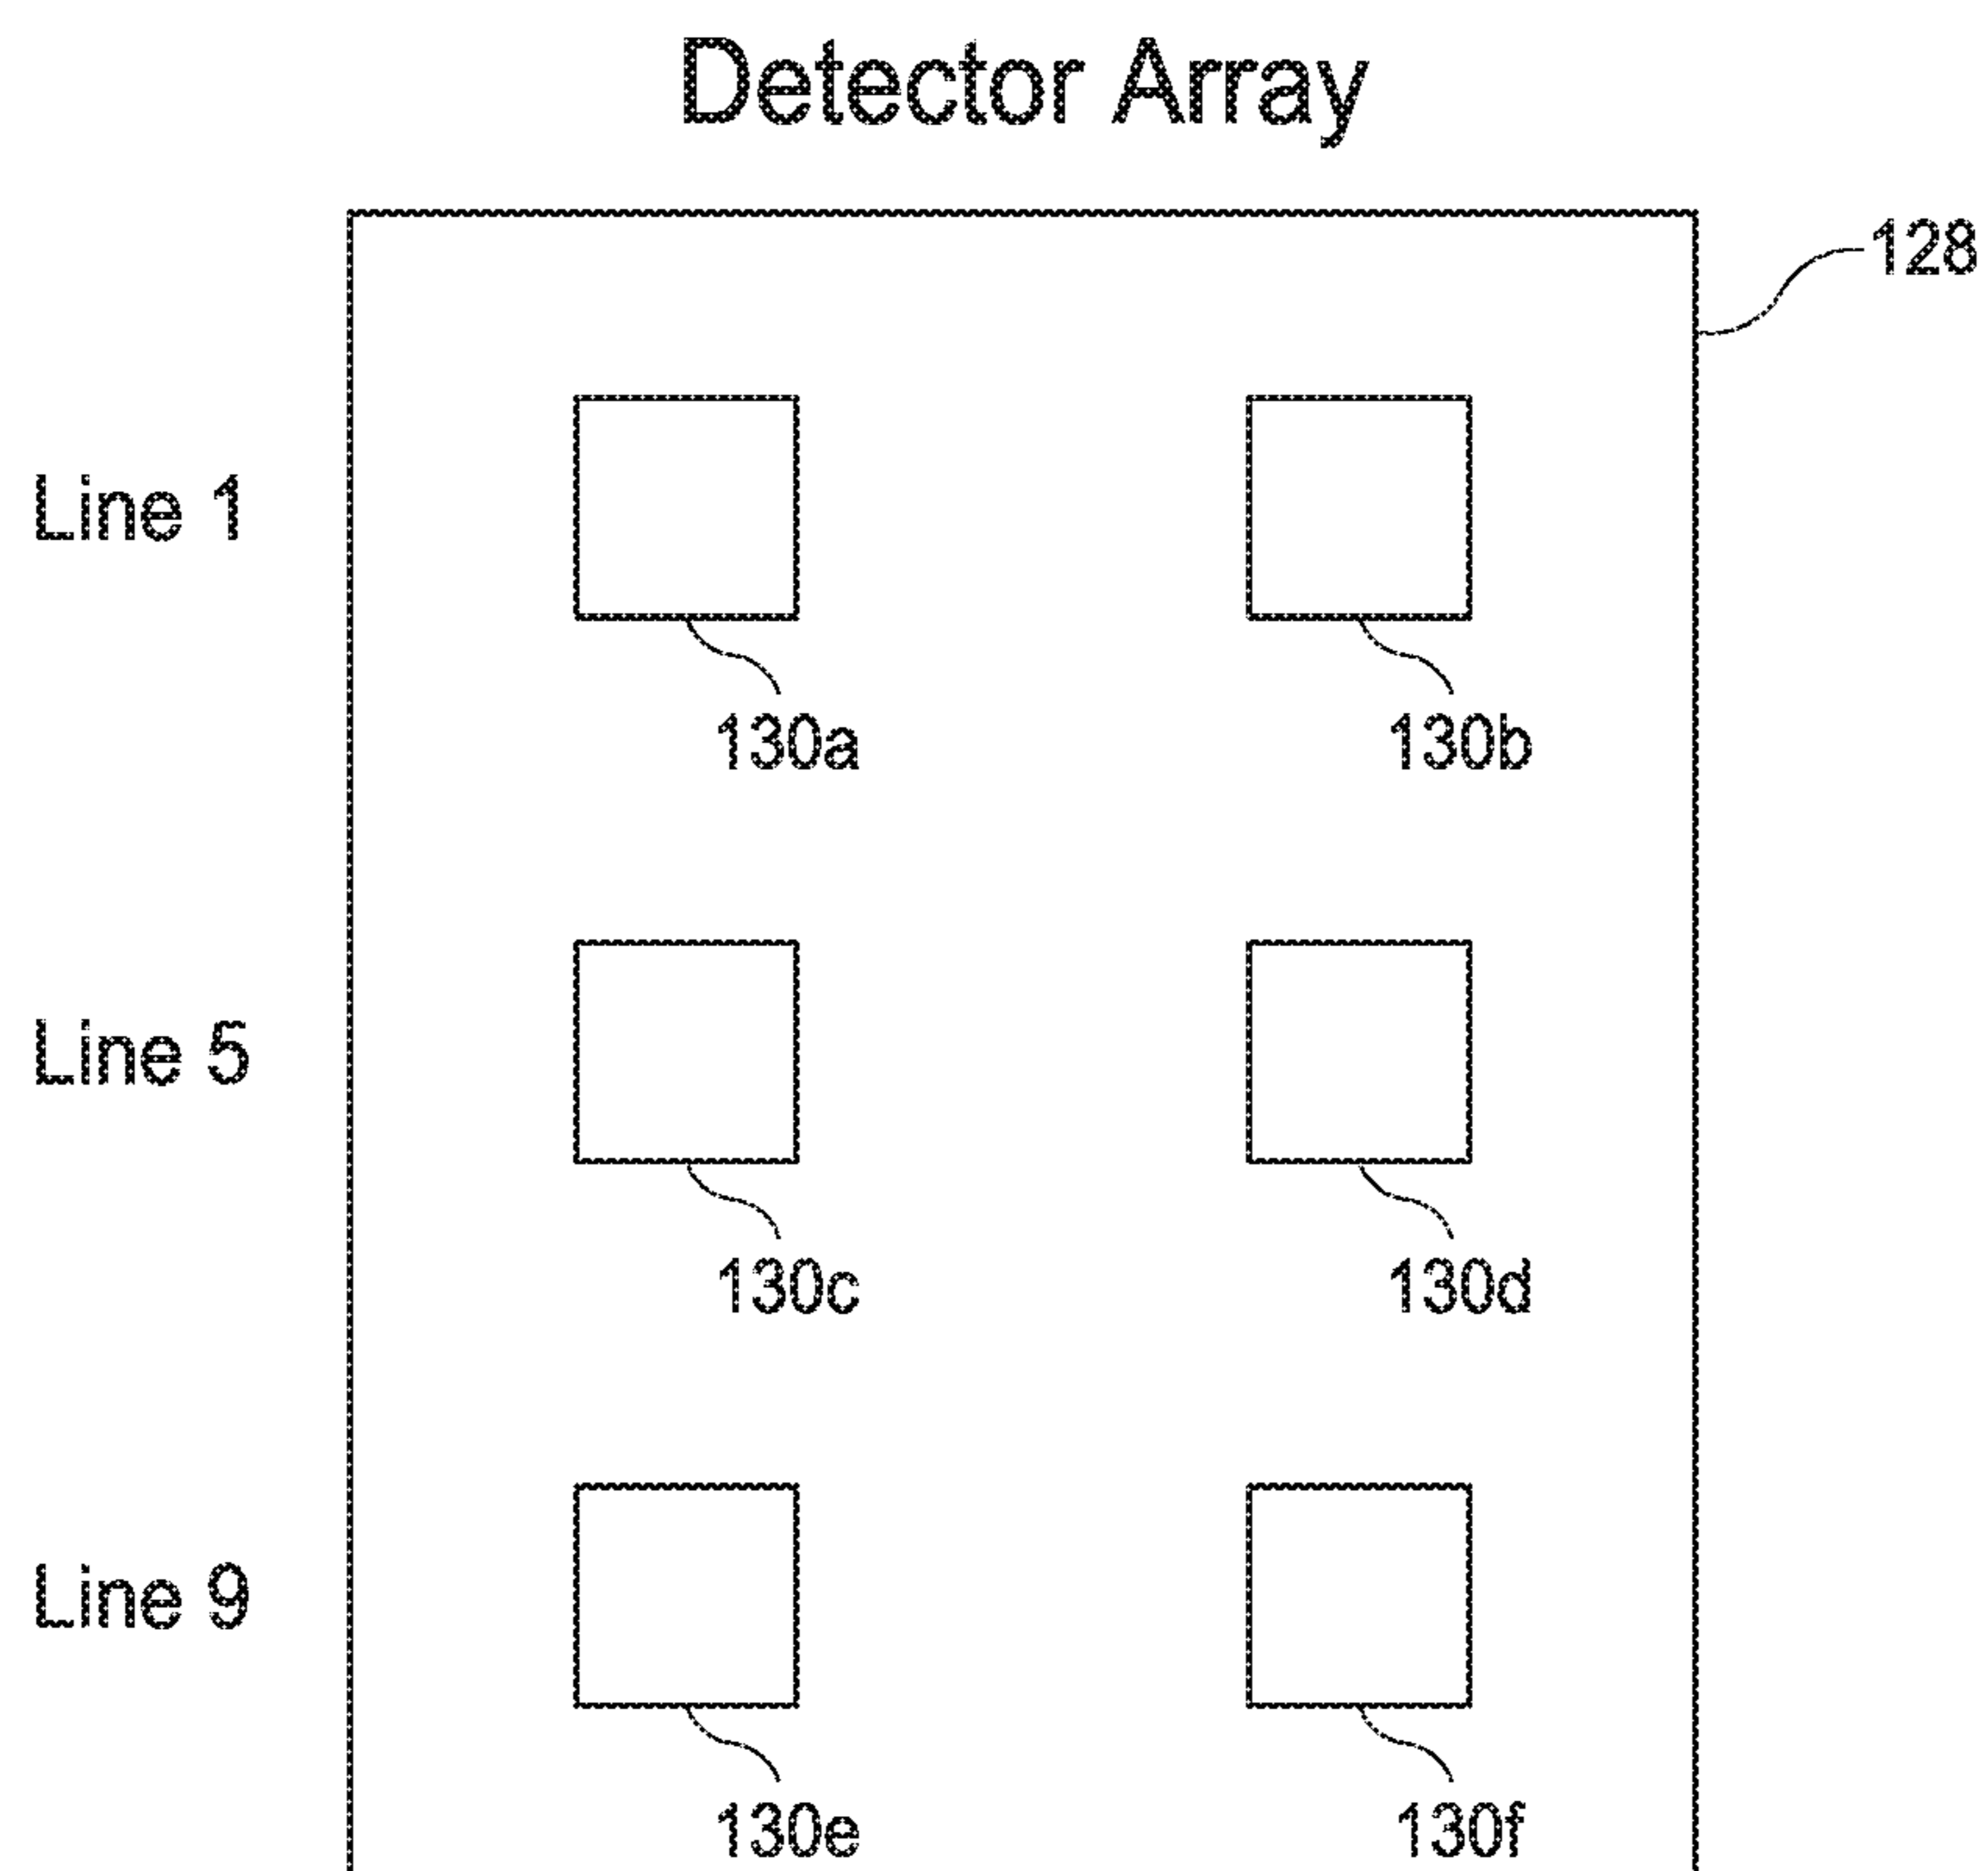 Detector Array
128
Line 1
130a
130b
Line 5
130c
130d
Line 9
130e
130f